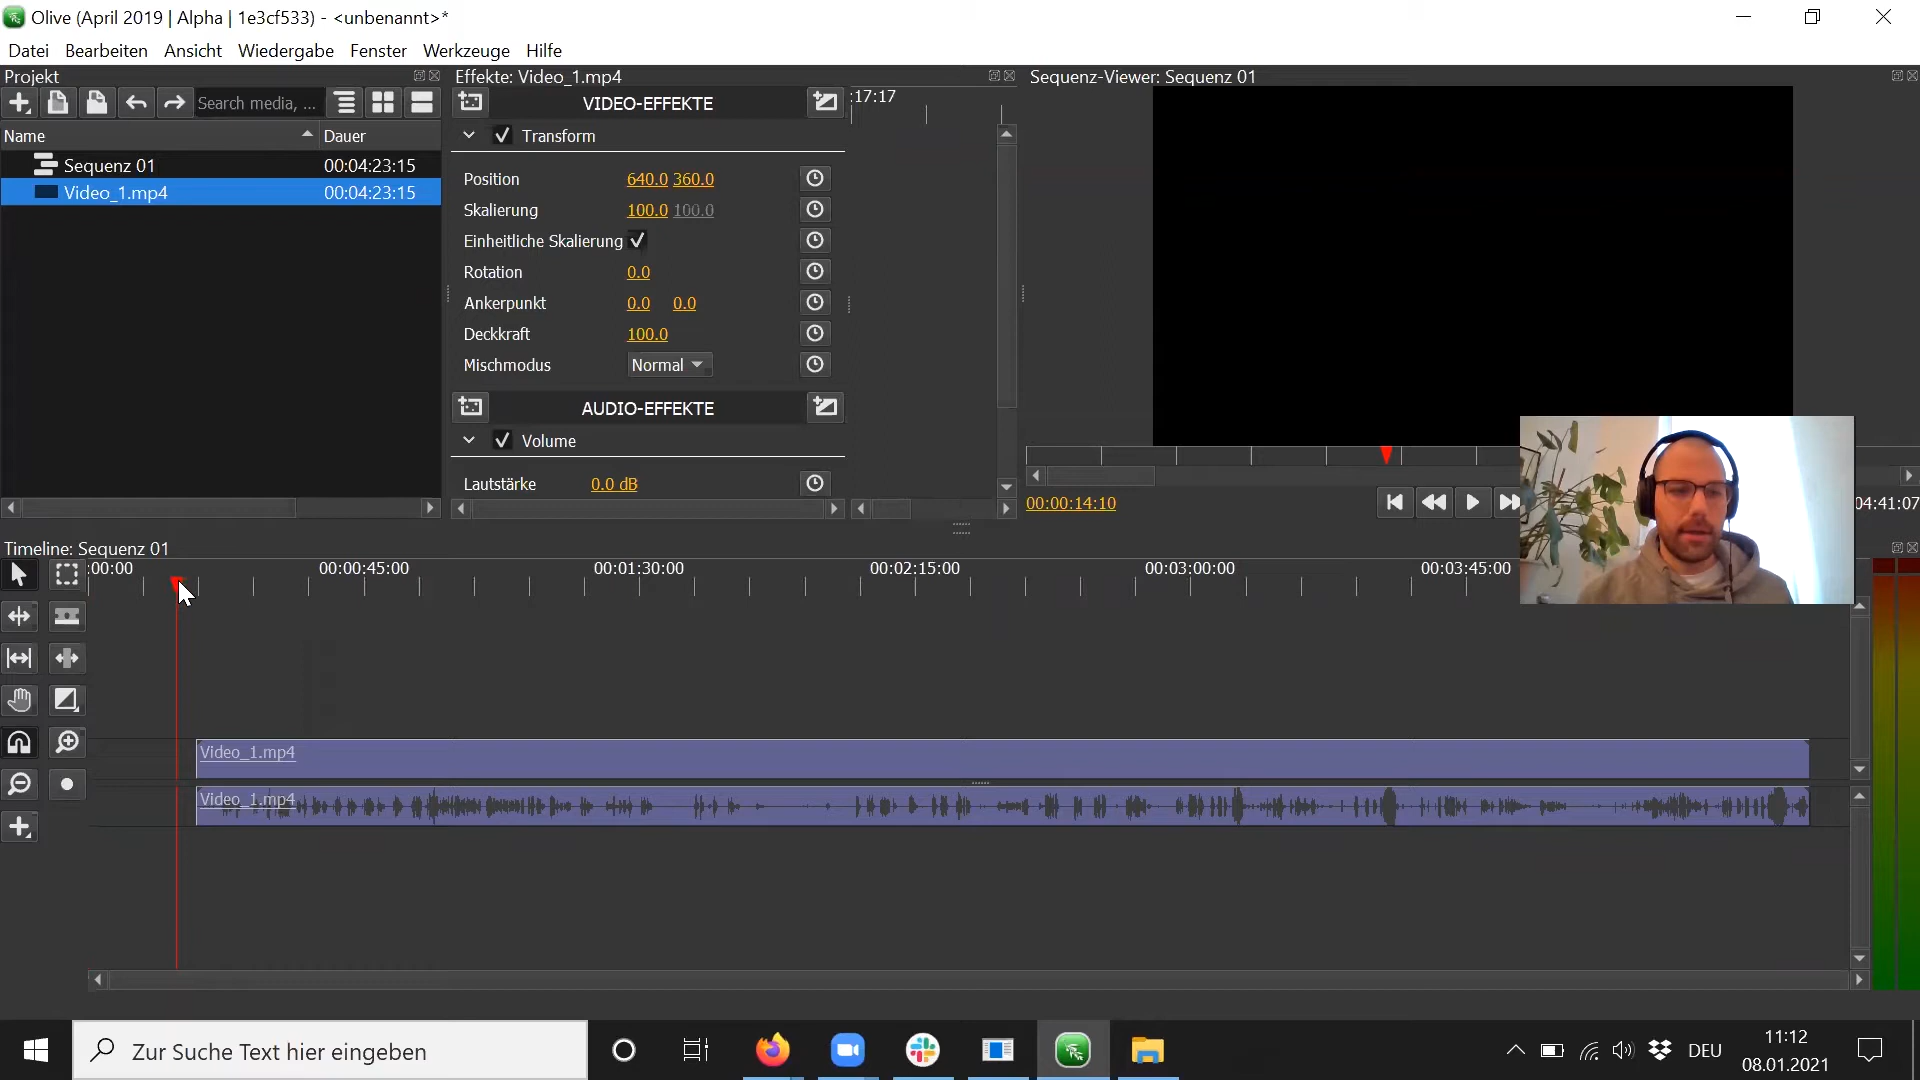 Olive (April 2019 | Alpha | 1e3cf533) - <unbenannt>*
Datei Bearbeiten Ansicht Wiedergabe Fenster Werkzeuge Hilfe
Projekt
Search media, ...
Name Dauer
Sequenz 01 00:04:23:15
Video_1.mp4 00:04:23:15
Effekte: Video_1.mp4
VIDEO-EFFEKTE
:17:17
Transform
Position 640.0 360.0
Skalierung 100.0 100.0
Einheitliche Skalierung
Rotation 0.0
Ankerpunkt 0.0 0.0
Deckkraft 100.0
Mischmodus Normal
AUDIO-EFFEKTE
Volume
Lautstärke 0.0 dB
Sequenz-Viewer: Sequenz 01
00:00:14:10
04:41:07
Timeline: Sequenz 01
:00:00 00:00:45:00 00:01:30:00 00:02:15:00 00:03:00:00 00:03:45:00
Video_1.mp4
Video_1.mp4
Zur Suche Text hier eingeben
DEU
11:12
08.01.2021